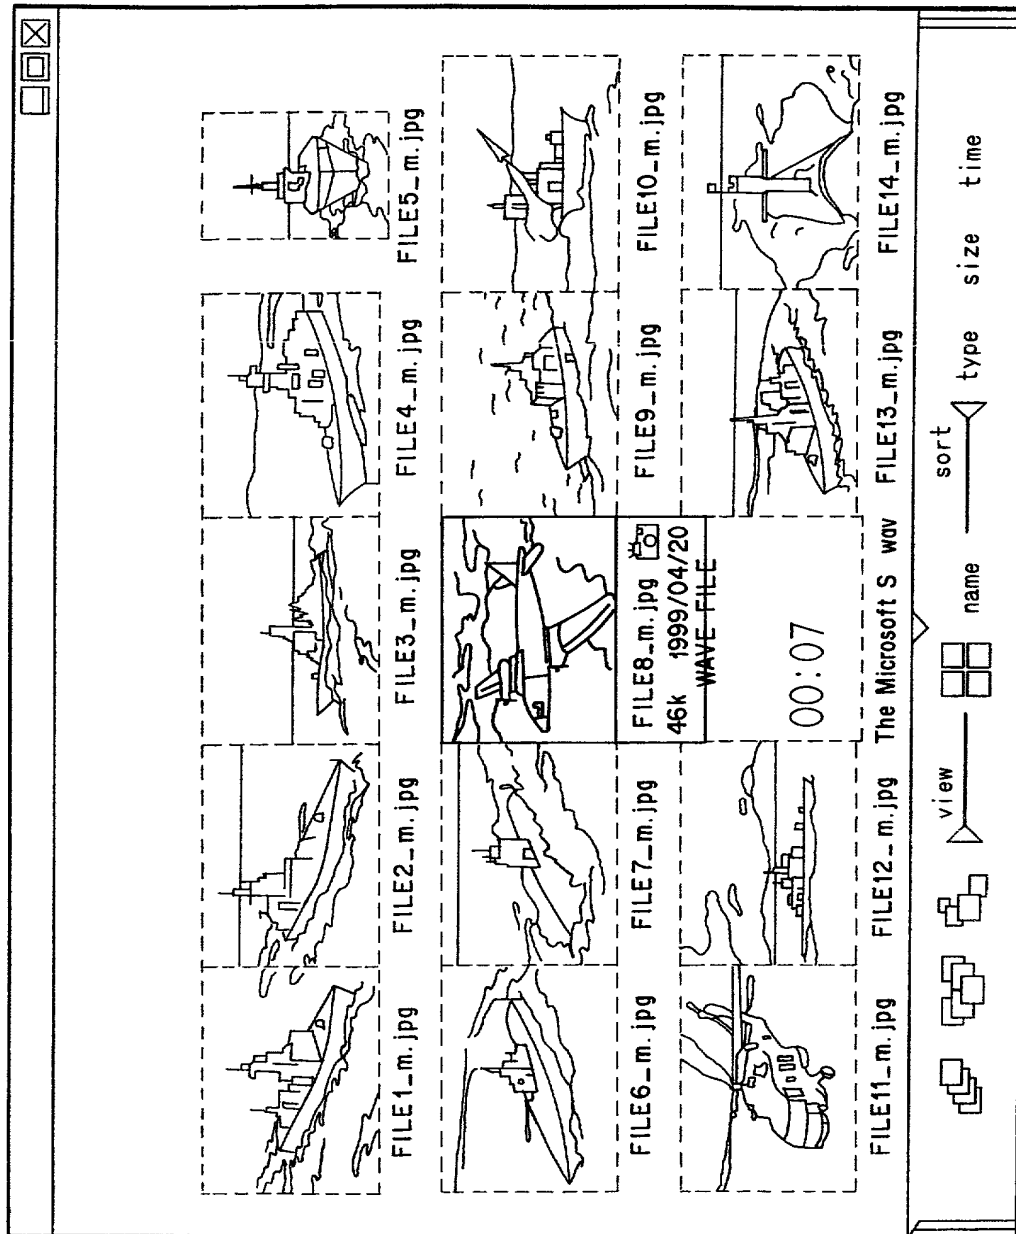 FILE1_m.jpg
FILE2_m.jpg
FILE3_m.jpg
FILE4_m.jpg
FILE5_m.jpg
FILE6_m.jpg
FILE7_m.jpg
FILE8_m.jpg
46k 1999/04/20
WAVE FILE
FILE9_m.jpg
FILE10_m.jpg
00:07
FILE11_m.jpg
FILE12_m.jpg
The Microsoft S wav
FILE13_m.jpg
FILE14_m.jpg
view
sort
name
type
size
time